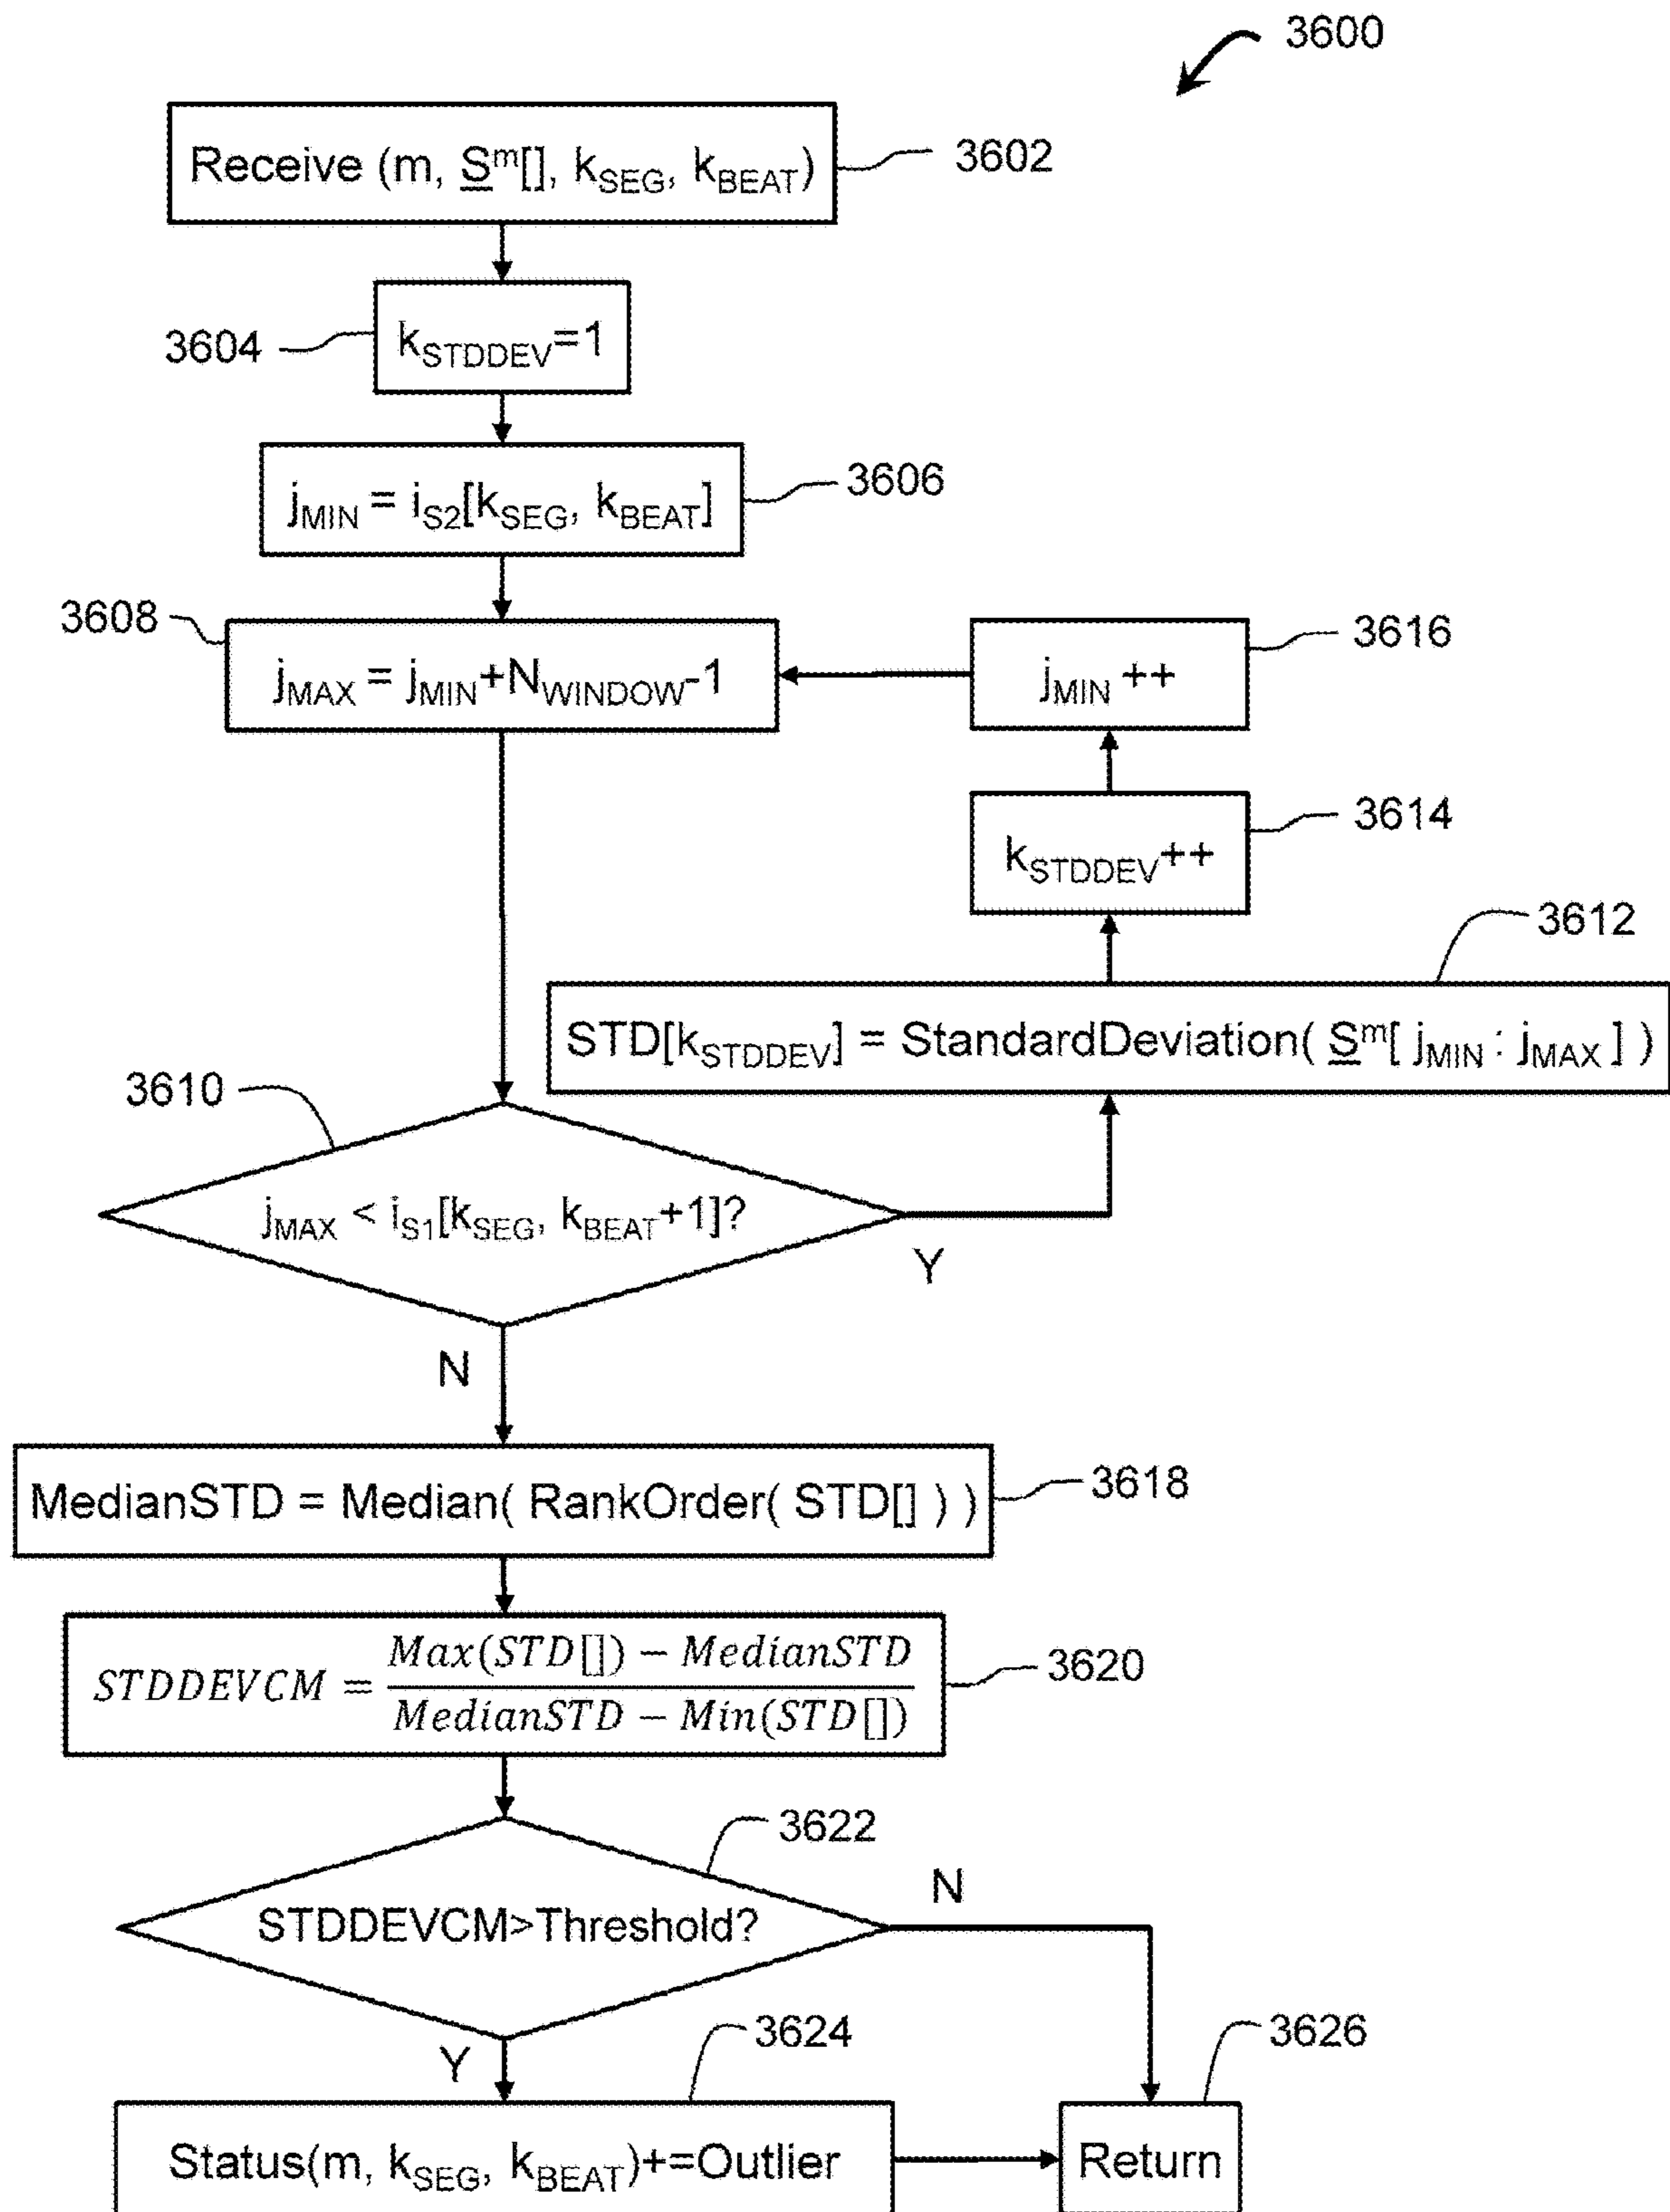 3600
Receive (m, S̲ᵐ[], k_SEG, k_BEAT)
3602
3604
k_STDDEV=1
j_MIN = i_S2[k_SEG, k_BEAT]
3606
3608
j_MAX = j_MIN+N_WINDOW-1
j_MIN ++
3616
k_STDDEV++
3614
3612
STD[k_STDDEV] = StandardDeviation( S̲ᵐ[ j_MIN : j_MAX ] )
3610
j_MAX < i_S1[k_SEG, k_BEAT+1]?
Y
N
MedianSTD = Median( RankOrder( STD[] ) )
3618
STDDEVCM = (Max(STD[]) − MedianSTD) / (MedianSTD − Min(STD[]))
3620
3622
STDDEVCM>Threshold?
N
Y
3624
Status(m, k_SEG, k_BEAT)+=Outlier
3626
Return